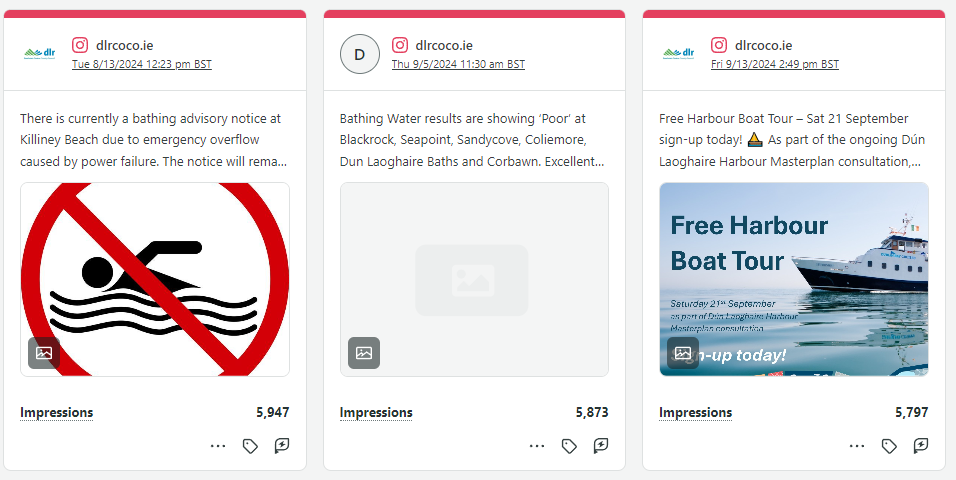 dlr
dlrcoco.ie
Tue 8/13/2024 12:23 pm BST
There is currently a bathing advisory notice at
Killiney Beach due to emergency overflow
caused by power failure. The notice will rema...
Impressions
5,947
D
dlrcoco.ie
Thu 9/5/2024 11:30 am BST
Bathing Water results are showing ‘Poor’ at
Blackrock, Seapoint, Sandycove, Coliemore,
Dun Laoghaire Baths and Corbawn. Excellent...
Impressions
5,873
dlr
dlrcoco.ie
Fri 9/13/2024 2:49 pm BST
Free Harbour Boat Tour – Sat 21 September
sign-up today! ⛵ As part of the ongoing Dún
Laoghaire Harbour Masterplan consultation,...
Free Harbour
Boat Tour
Saturday 21st September
as part of Dún Laoghaire Harbour
Masterplan consultation
Sign-up today!
Impressions
5,797